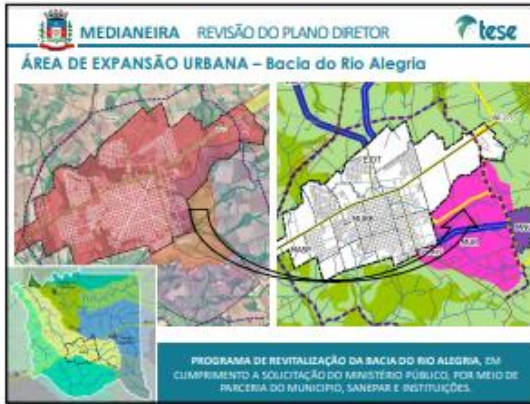 MEDIANEIRA REVISÃO DO PLANO DIRETOR
tese
ÁREA DE EXPANSÃO URBANA – Bacia do Rio Alegria
PROGRAMA DE REVITALIZAÇÃO DA BACIA DO RIO ALEGRIA, EM
CUMPRIMENTO A SOLICITAÇÃO DO MINISTÉRIO PÚBLICO, POR MEIO DE
PARCERIA DO MUNICIPIO, SANEPAR E INSTITUIÇÕES.